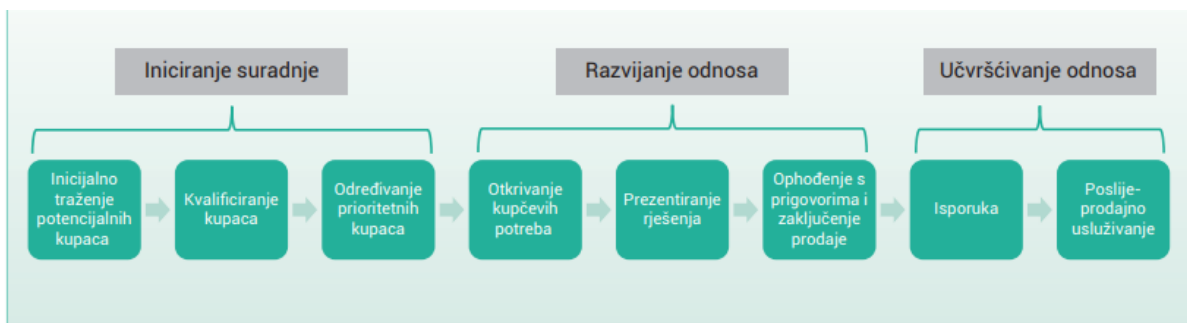 Iniciranje suradnje
Razvijanje odnosa
Učvršćivanje odnosa
Inicijalno
traženje
potencijalnih
kupaca
Kvalificiranje
kupaca
Određivanje
prioritetnih
kupaca
Otkrivanje
kupčevih
potreba
Prezentiranje
rješenja
Ophođenje s
prigovorima i
zaključenje
prodaje
Isporuka
Poslije-
prodajno
usluživanje